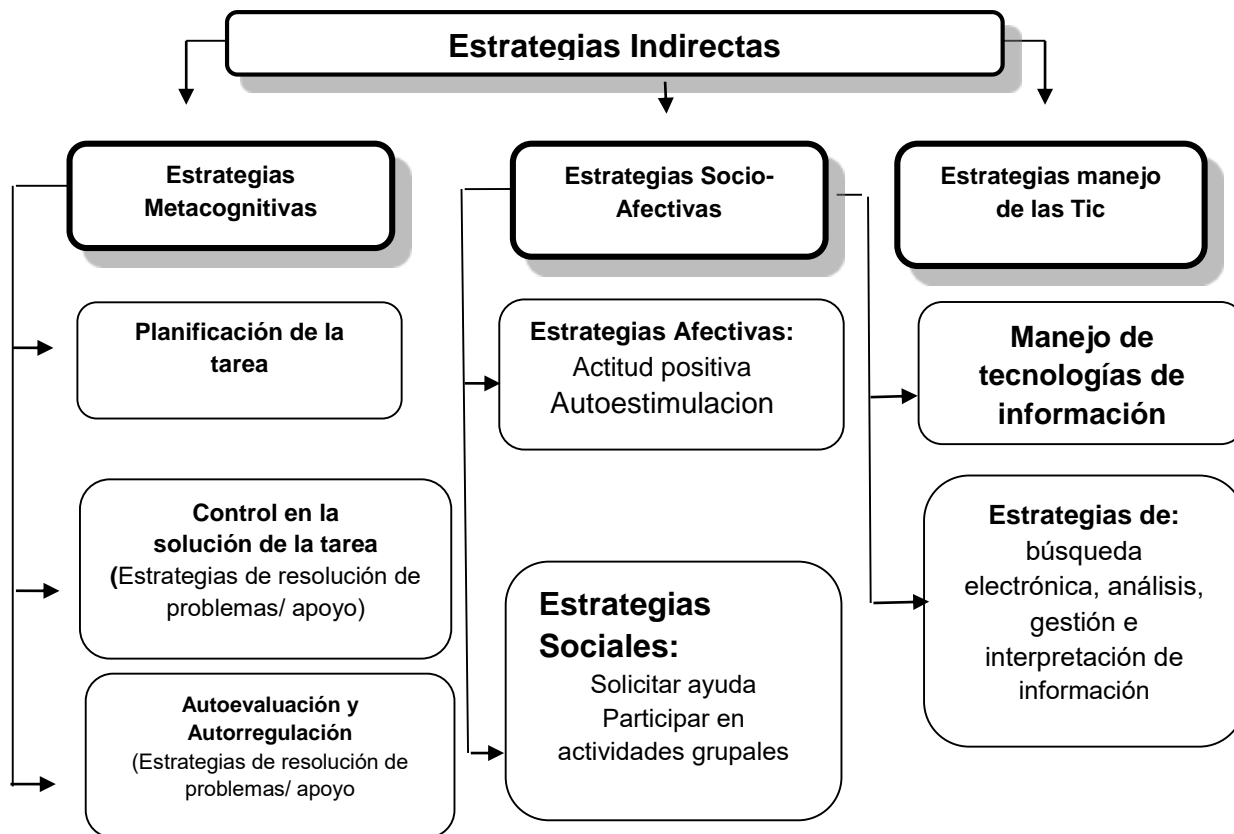 Estrategias Indirectas
Estrategias
Metacognitivas
Estrategias Socio-
Afectivas
Estrategias manejo
de las Tic
Planificación de la
tarea
Estrategias Afectivas:
Actitud positiva
Autoestimulacion
Manejo de
tecnologías de
información
Control en la
solución de la tarea
(Estrategias de resolución de
problemas/ apoyo)
Estrategias
Sociales:
Solicitar ayuda
Participar en
actividades grupales
Estrategias de:
búsqueda
electrónica, análisis,
gestión e
interpretación de
información
Autoevaluación y
Autorregulación
(Estrategias de resolución de
problemas/ apoyo